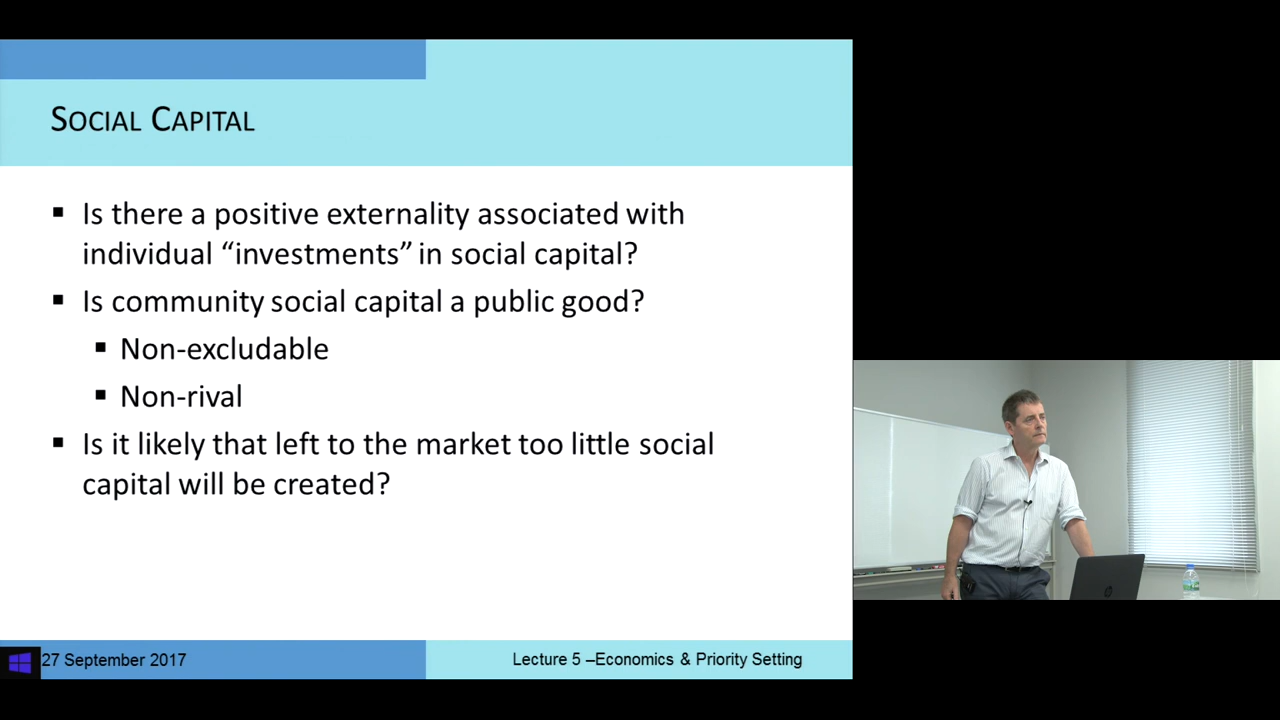 SOCIAL CAPITAL
▪ Is there a positive externality associated with
individual “investments” in social capital?
▪ Is community social capital a public good?
▪ Non-excludable
▪ Non-rival
▪ Is it likely that left to the market too little social
capital will be created?
27 September 2017
Lecture 5 –Economics & Priority Setting